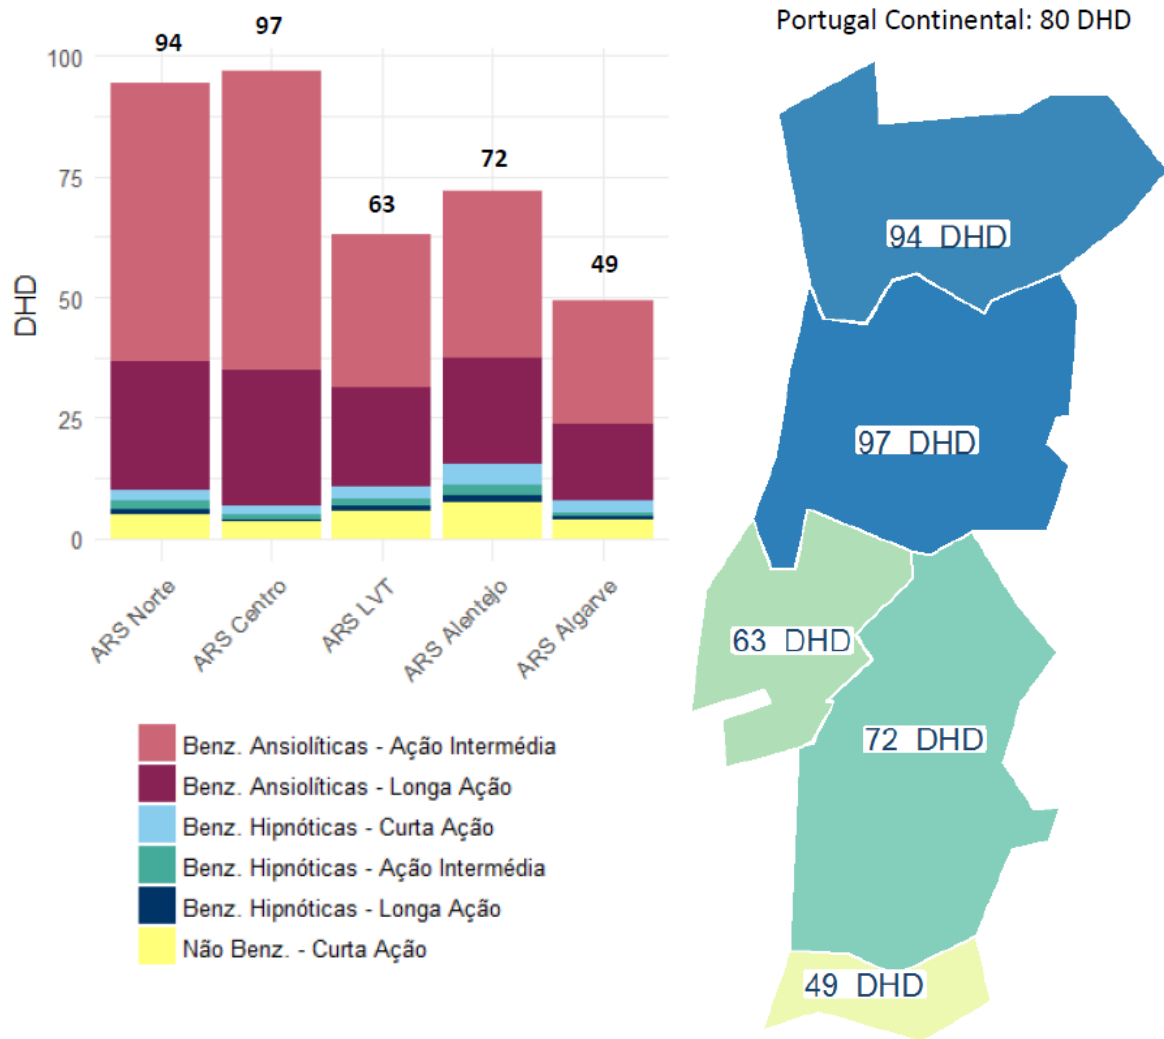 Portugal Continental: 80 DHD
94
97
63
72
49
100
75
50
25
0
DHD
ARS Norte
ARS Centro
ARS LVT
ARS Alentejo
ARS Algarve
Benz. Ansiolíticas - Ação Intermédia
Benz. Ansiolíticas - Longa Ação
Benz. Hipnóticas - Curta Ação
Benz. Hipnóticas - Ação Intermédia
Benz. Hipnóticas - Longa Ação
Não Benz. - Curta Ação
94 DHD
97 DHD
63 DHD
72 DHD
49 DHD